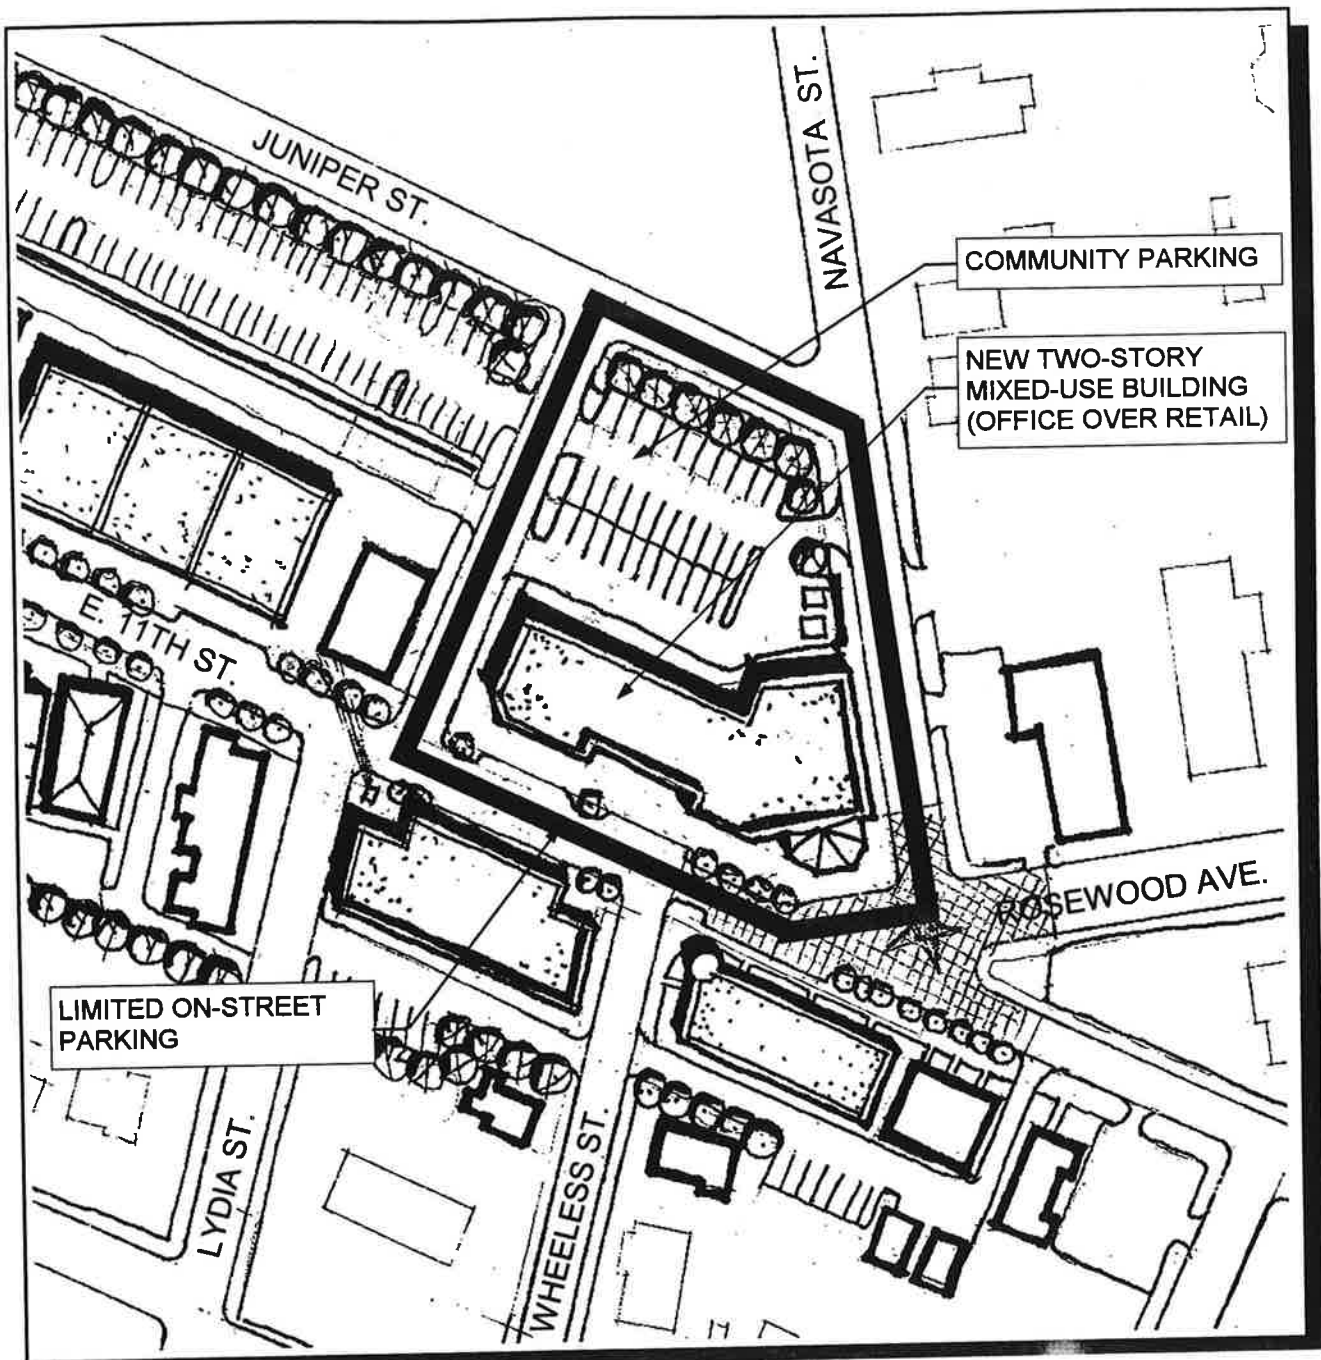 JUNIPER ST.
NAVASOTA ST.
COMMUNITY PARKING
NEW TWO-STORY
MIXED-USE BUILDING
(OFFICE OVER RETAIL)
E. 11TH ST.
ROSEWOOD AVE.
LIMITED ON-STREET
PARKING
LYDIA ST.
WHEELESS ST.